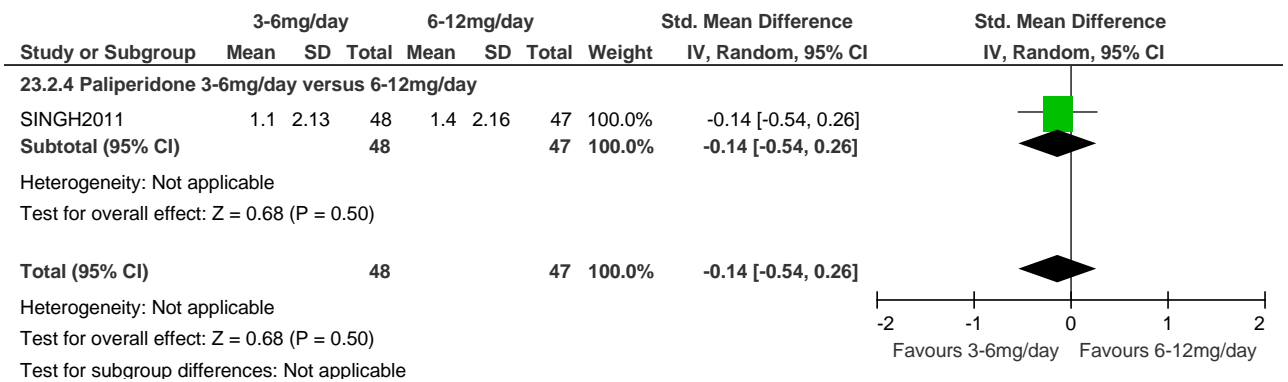 3-6mg/day 6-12mg/day Std. Mean Difference Std. Mean Difference
Study or Subgroup Mean SD Total Mean SD Total Weight IV, Random, 95% CI IV, Random, 95% CI
23.2.4 Paliperidone 3-6mg/day versus 6-12mg/day
SINGH2011 1.1 2.13 48 1.4 2.16 47 100.0% -0.14 [-0.54, 0.26]
Subtotal (95% CI) 48 47 100.0% -0.14 [-0.54, 0.26]
Heterogeneity: Not applicable
Test for overall effect: Z = 0.68 (P = 0.50)
Total (95% CI) 48 47 100.0% -0.14 [-0.54, 0.26]
Heterogeneity: Not applicable
Test for overall effect: Z = 0.68 (P = 0.50)
Test for subgroup differences: Not applicable
-2 -1 0 1 2
Favours 3-6mg/day Favours 6-12mg/day